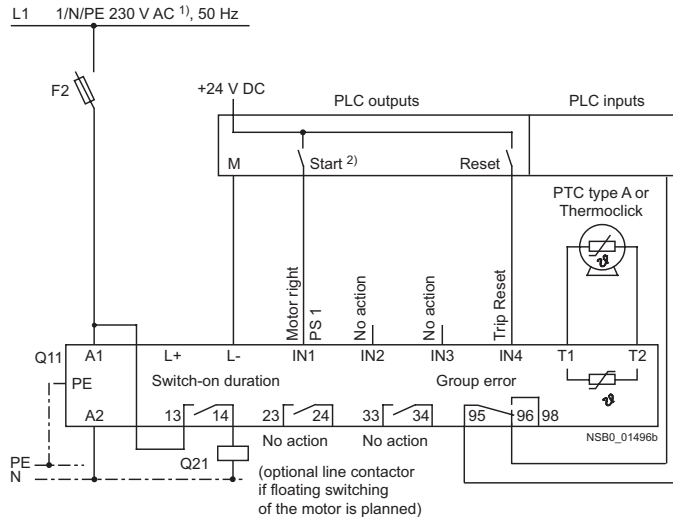 L1 1/N/PE 230 V AC 1), 50 Hz
F2
+24 V DC
PLC outputs
PLC inputs
M
Start 2)
Reset
PTC type A or
Thermoclick
ϑ
Motor right
PS 1
No action
No action
Trip Reset
Q11
A1
L+
L-
IN1
IN2
IN3
IN4
T1
T2
PE
Switch-on duration
Group error
ϑ
A2
13
14
23
24
33
34
95
96
98
No action
No action
NSB0_01496b
PE
N
Q21
(optional line contactor
if floating switching
of the motor is planned)